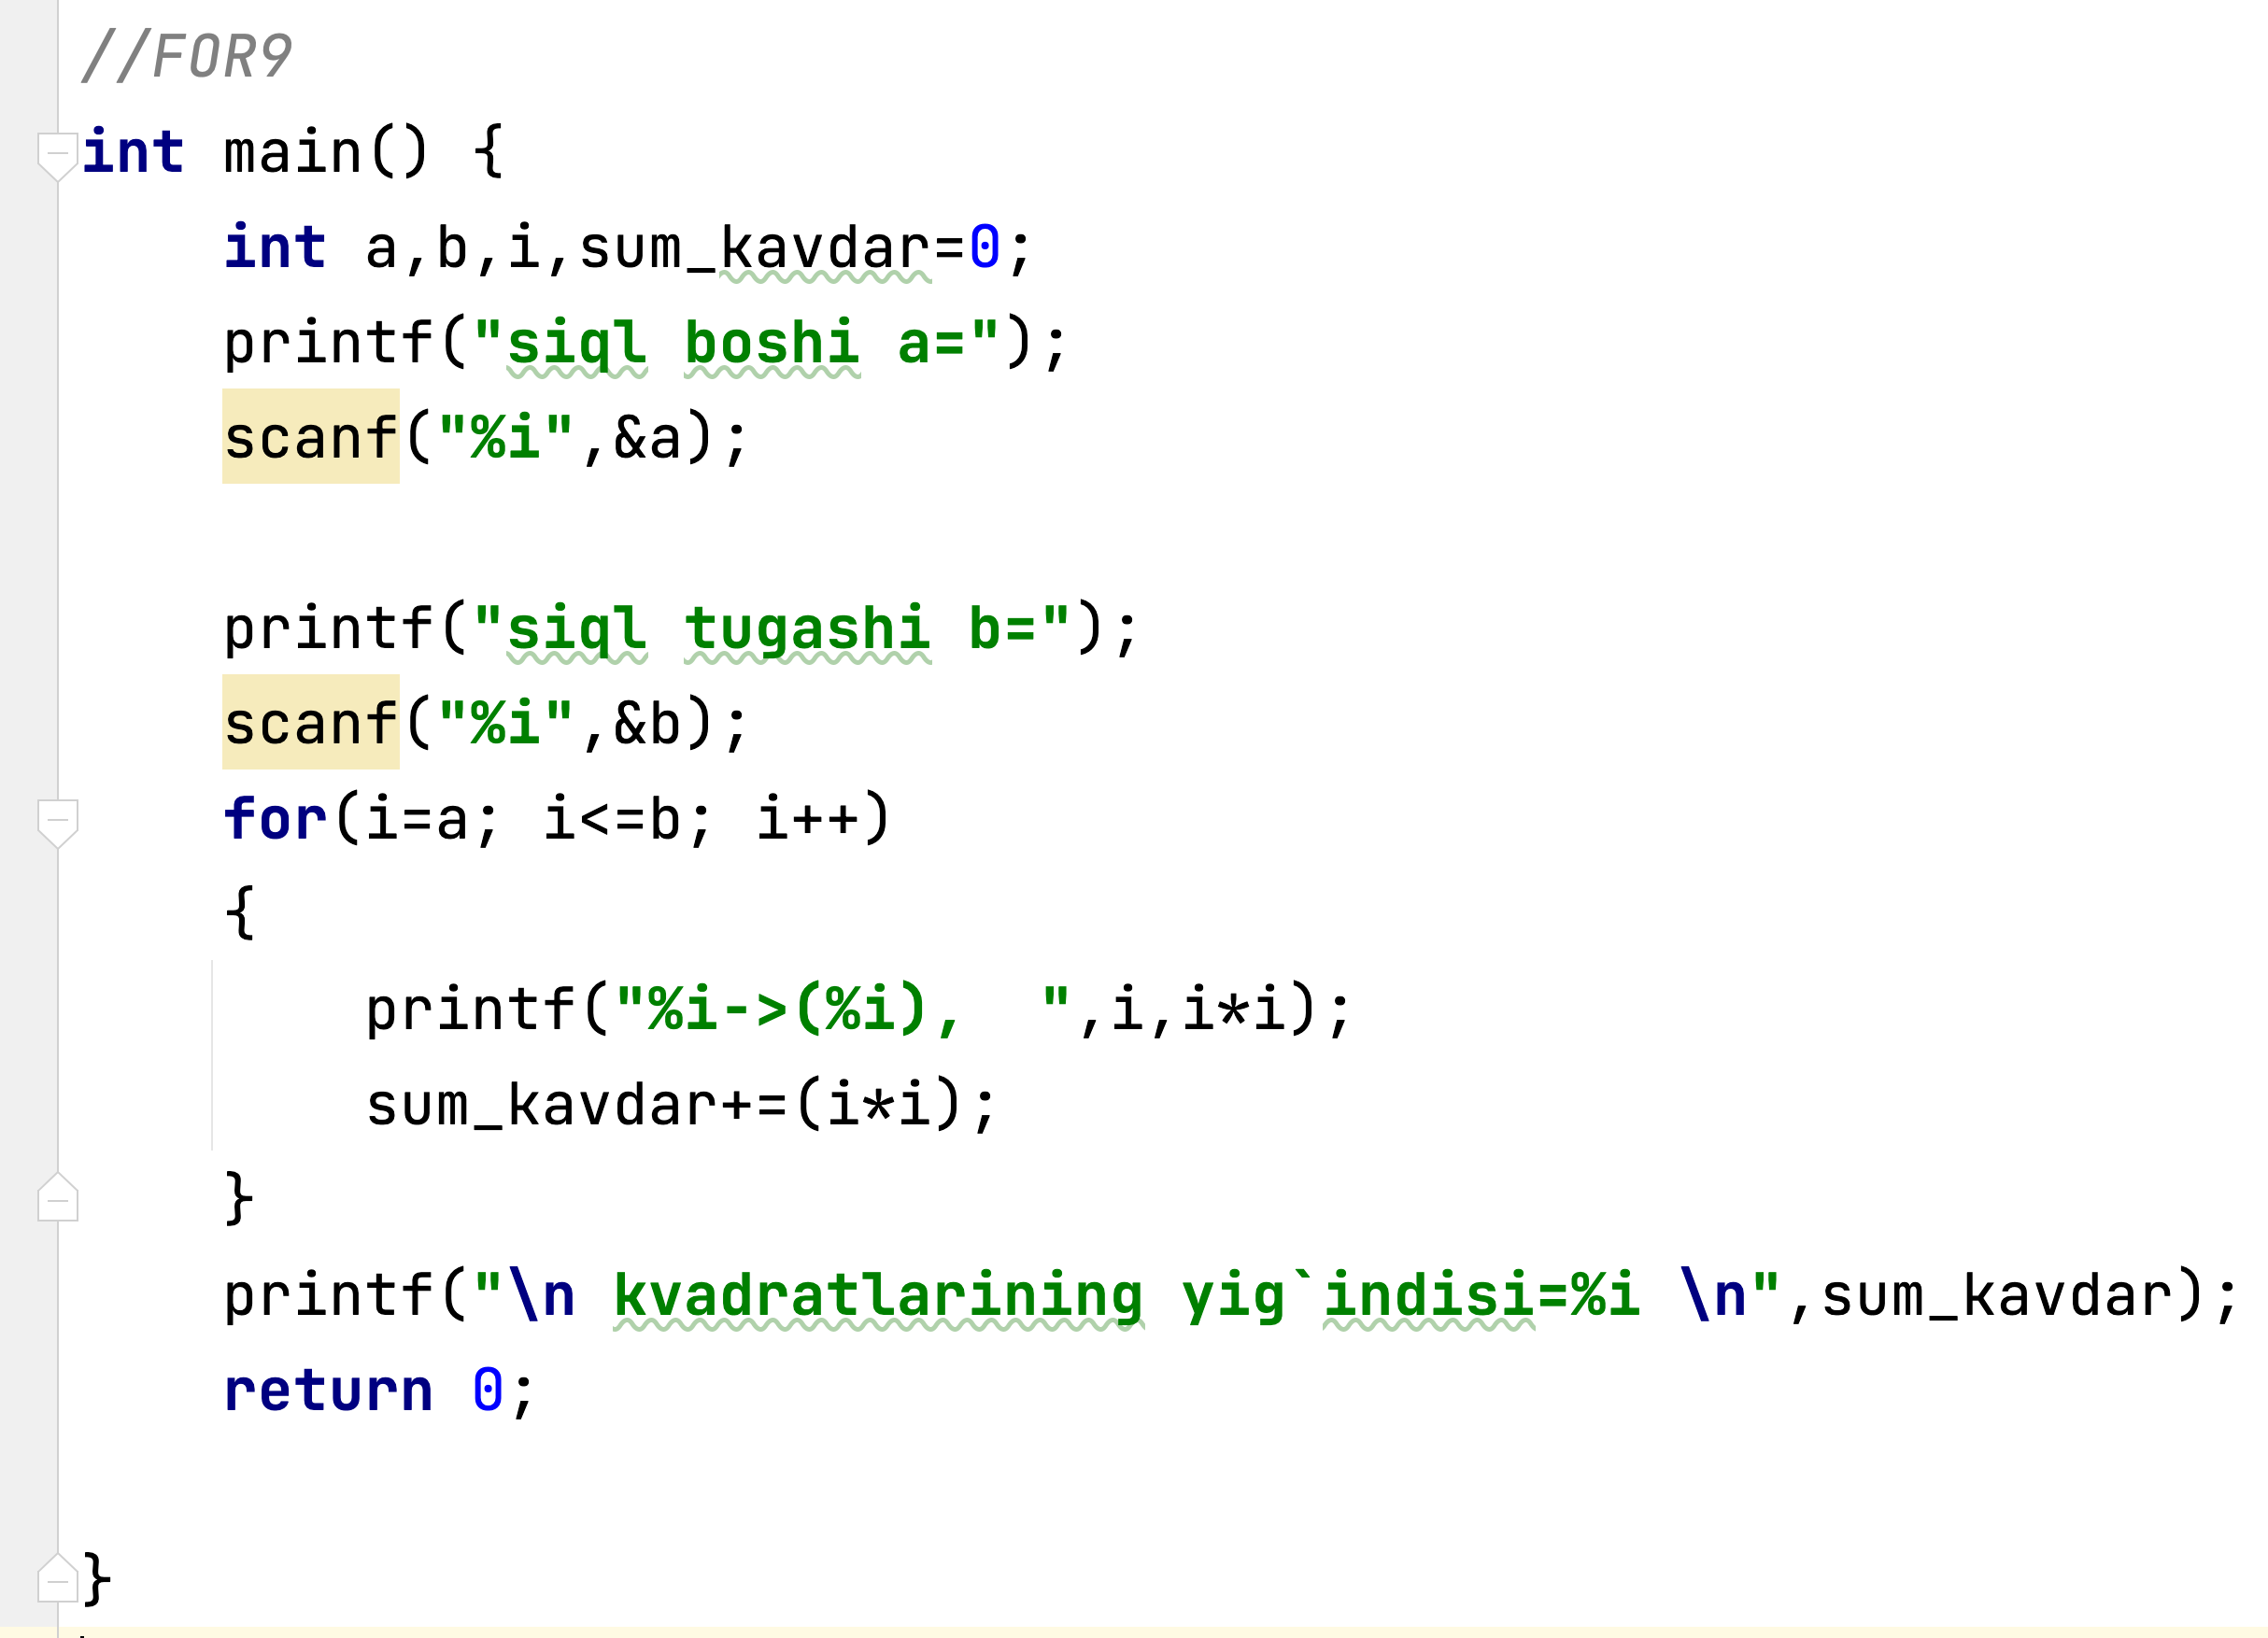 //FOR9
int main() {
    int a,b,i,sum_kavdar=0;
    printf("siql boshi a=");
    scanf("%i",&a);

    printf("siql tugashi b=");
    scanf("%i",&b);
    for(i=a; i<=b; i++)
    {
        printf("%i->(%i),  ",i,i*i);
        sum_kavdar+=(i*i);
    }
    printf("\n kvadratlarining yig`indisi=%i \n",sum_kavdar);
    return 0;

}